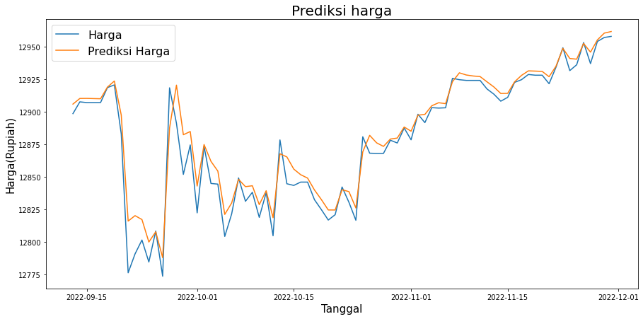 Prediksi harga
Harga
Prediksi Harga
Harga(Rupiah)
12950
12925
12900
12875
12850
12825
12800
12775
2022-09-15
2022-10-01
2022-10-15
2022-11-01
2022-11-15
2022-12-01
Tanggal